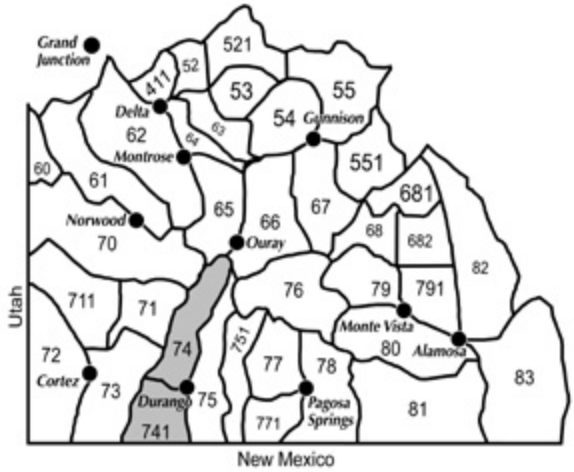 Grand
Junction
521
52
411
53
55
Delta
54
Gunnison
62
64
63
Montrose
551
60
61
681
Norwood
65
66
67
68
682
70
Ouray
82
76
79
791
711
71
Monte Vista
Utah
74
751
80
Alamosa
72
77
78
Cortez
73
Durango
75
Pagosa
Springs
83
81
741
771
New Mexico